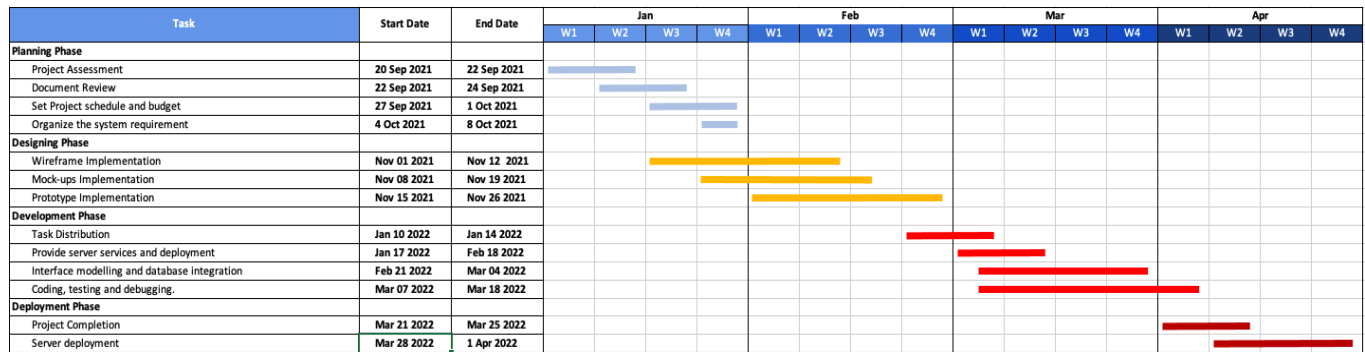 Task Start Date End Date Jan Feb Mar Apr
W1 W2 W3 W4 W1 W2 W3 W4 W1 W2 W3 W4 W1 W2 W3 W4
Planning Phase
Project Assessment 20 Sep 2021 22 Sep 2021
Document Review 22 Sep 2021 24 Sep 2021
Set Project schedule and budget 27 Sep 2021 1 Oct 2021
Organize the system requirement 4 Oct 2021 8 Oct 2021
Designing Phase
Wireframe Implementation Nov 01 2021 Nov 12 2021
Mock-ups Implementation Nov 08 2021 Nov 19 2021
Prototype Implementation Nov 15 2021 Nov 26 2021
Development Phase
Task Distribution Jan 10 2022 Jan 14 2022
Provide server services and deployment Jan 17 2022 Feb 18 2022
Interface modelling and database integration Feb 21 2022 Mar 04 2022
Coding, testing and debugging. Mar 07 2022 Mar 18 2022
Deployment Phase
Project Completion Mar 21 2022 Mar 25 2022
Server deployment Mar 28 2022 1 Apr 2022